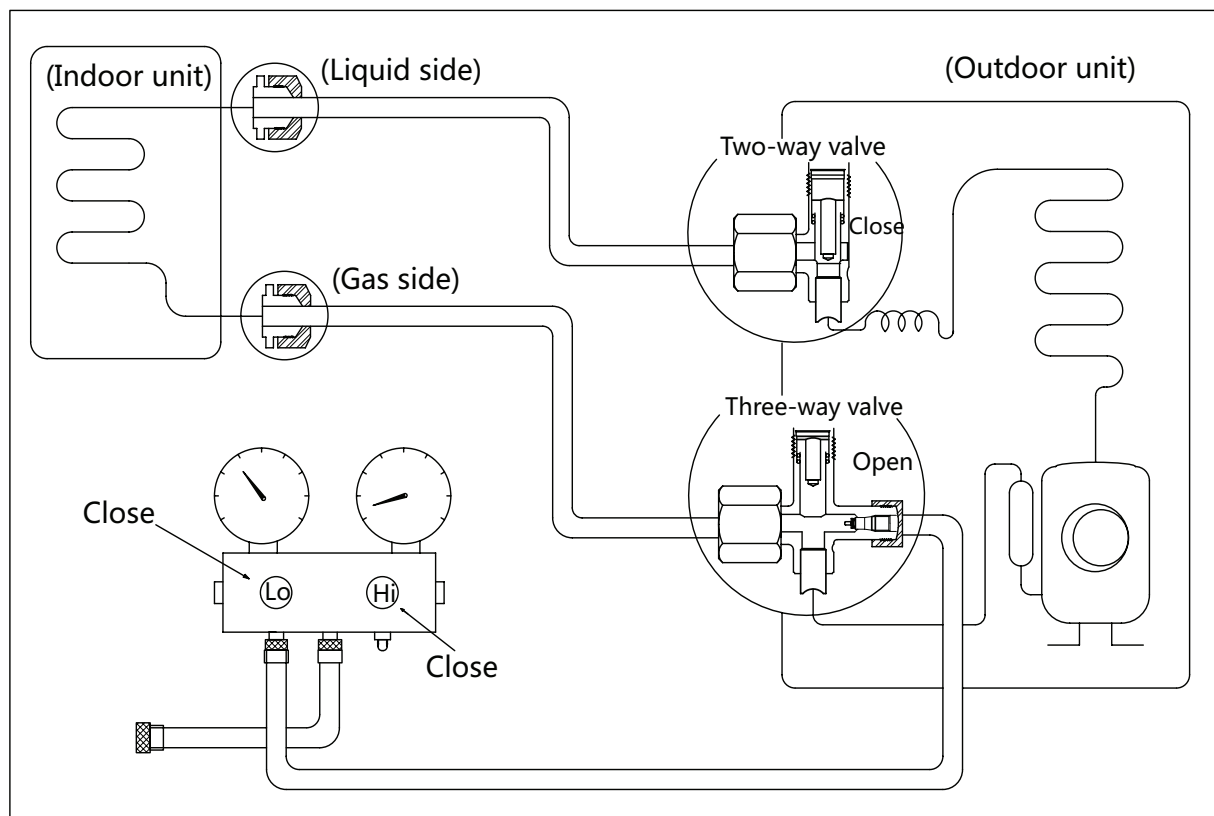 (Indoor unit)
(Liquid side)
(Outdoor unit)
Two-way valve
Close
(Gas side)
Three-way valve
Open
Close
Lo
Hi
Close